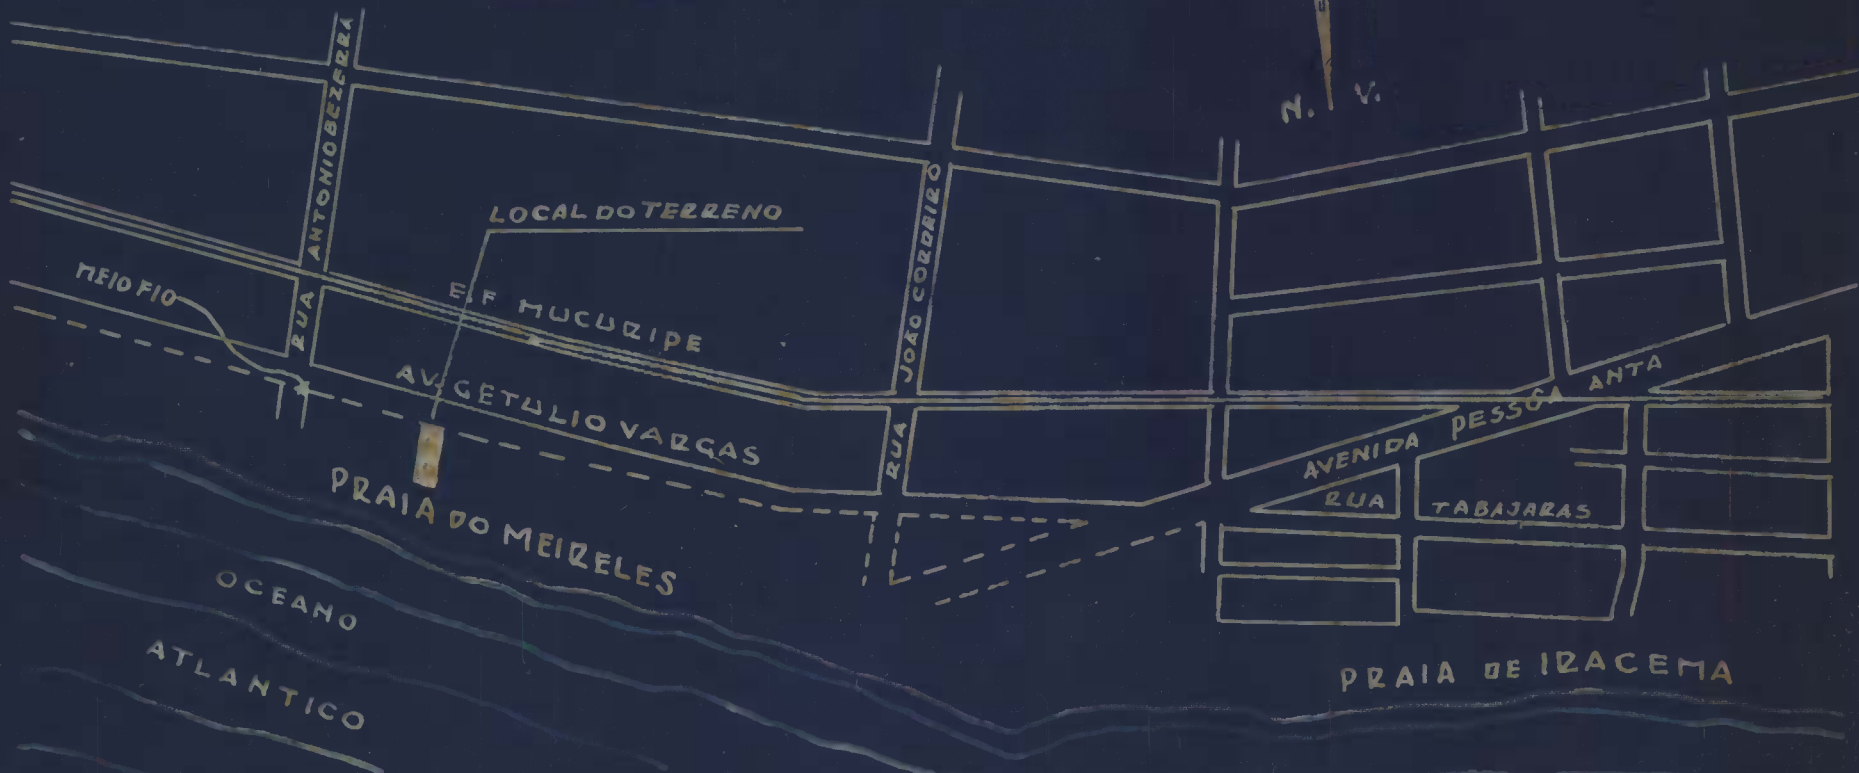 N. V.
RUA ANTONIO BEZERRA
LOCAL DO TERRENO
RUA JOÃO CORDEIRO
MEIO FIO
E.F. MUCURIPE
AV. GETULIO VARGAS
AVENIDA PESSOA ANTA
RUA TABAJARAS
PRAIA DO MEIRELES
OCEANO
ATLANTICO
PRAIA DE IRACEMA